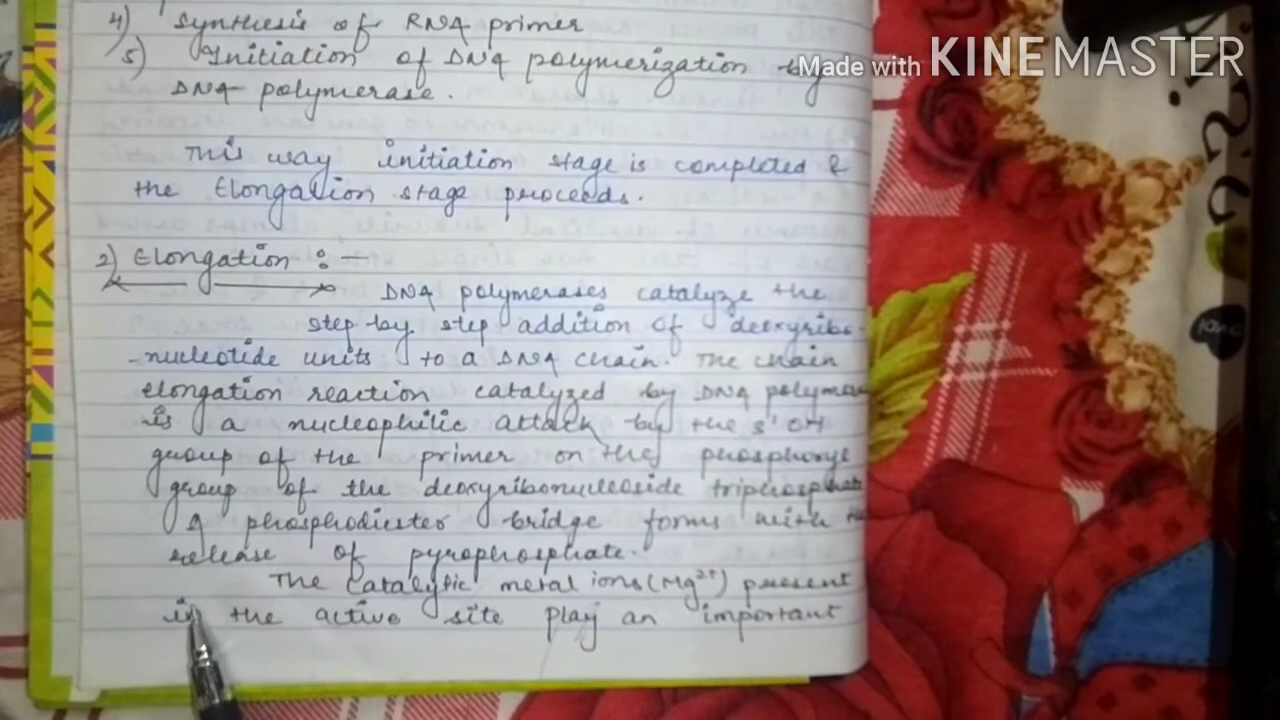 4) Synthesis of RNA primer
5) Initiation of DNA polymerization by
DNA polymerase.
This way initiation stage is completed &
the Elongation stage proceeds.
2) Elongation :-
DNA polymerases catalyze the
step by step addition of deoxyribo-
-nucleotide units to a DNA chain. The chain
elongation reaction catalyzed by DNA polymerase
is a nucleophilic attack by the 3' OH
group of the primer on the phosphoryl
group of the deoxyribonucleoside triphosphate
A phosphodiester bridge forms with the
release of pyrophosphate.
The Catalytic metal ions (Mg²⁺) present
in the active site play an important
Made with KINEMASTER